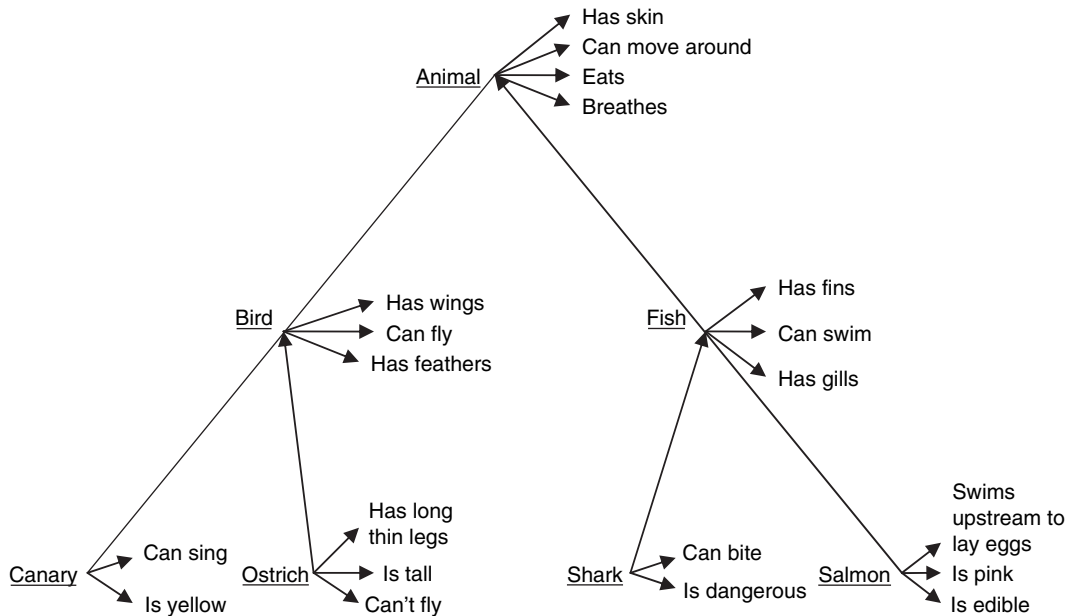 Has skin
Can move around
Animal
Eats
Breathes
Has wings
Bird
Can fly
Has feathers
Has fins
Fish
Can swim
Has gills
Can sing
Canary
Is yellow
Has long
thin legs
Ostrich
Is tall
Can't fly
Can bite
Shark
Is dangerous
Swims
upstream to
lay eggs
Salmon
Is pink
Is edible